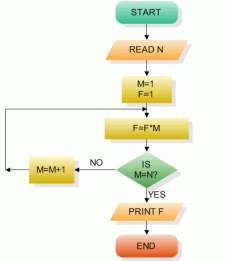 START
READ N
M=1
F=1
F=F*M
NO
IS
M=N?
M=M+1
YES
PRINT F
END